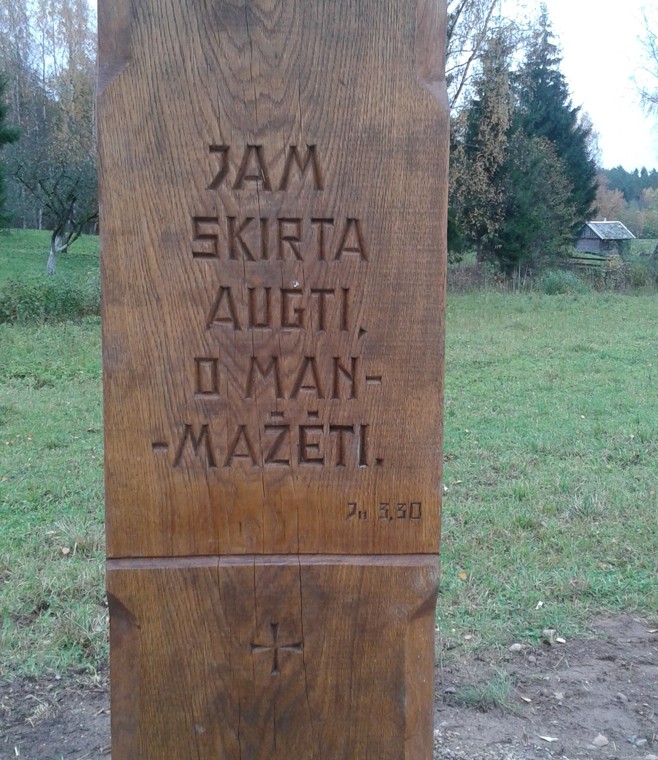 JAM
SKIRTA
AUGTI,
O MAN-
-MAŽĖTI.
Jn 3,30